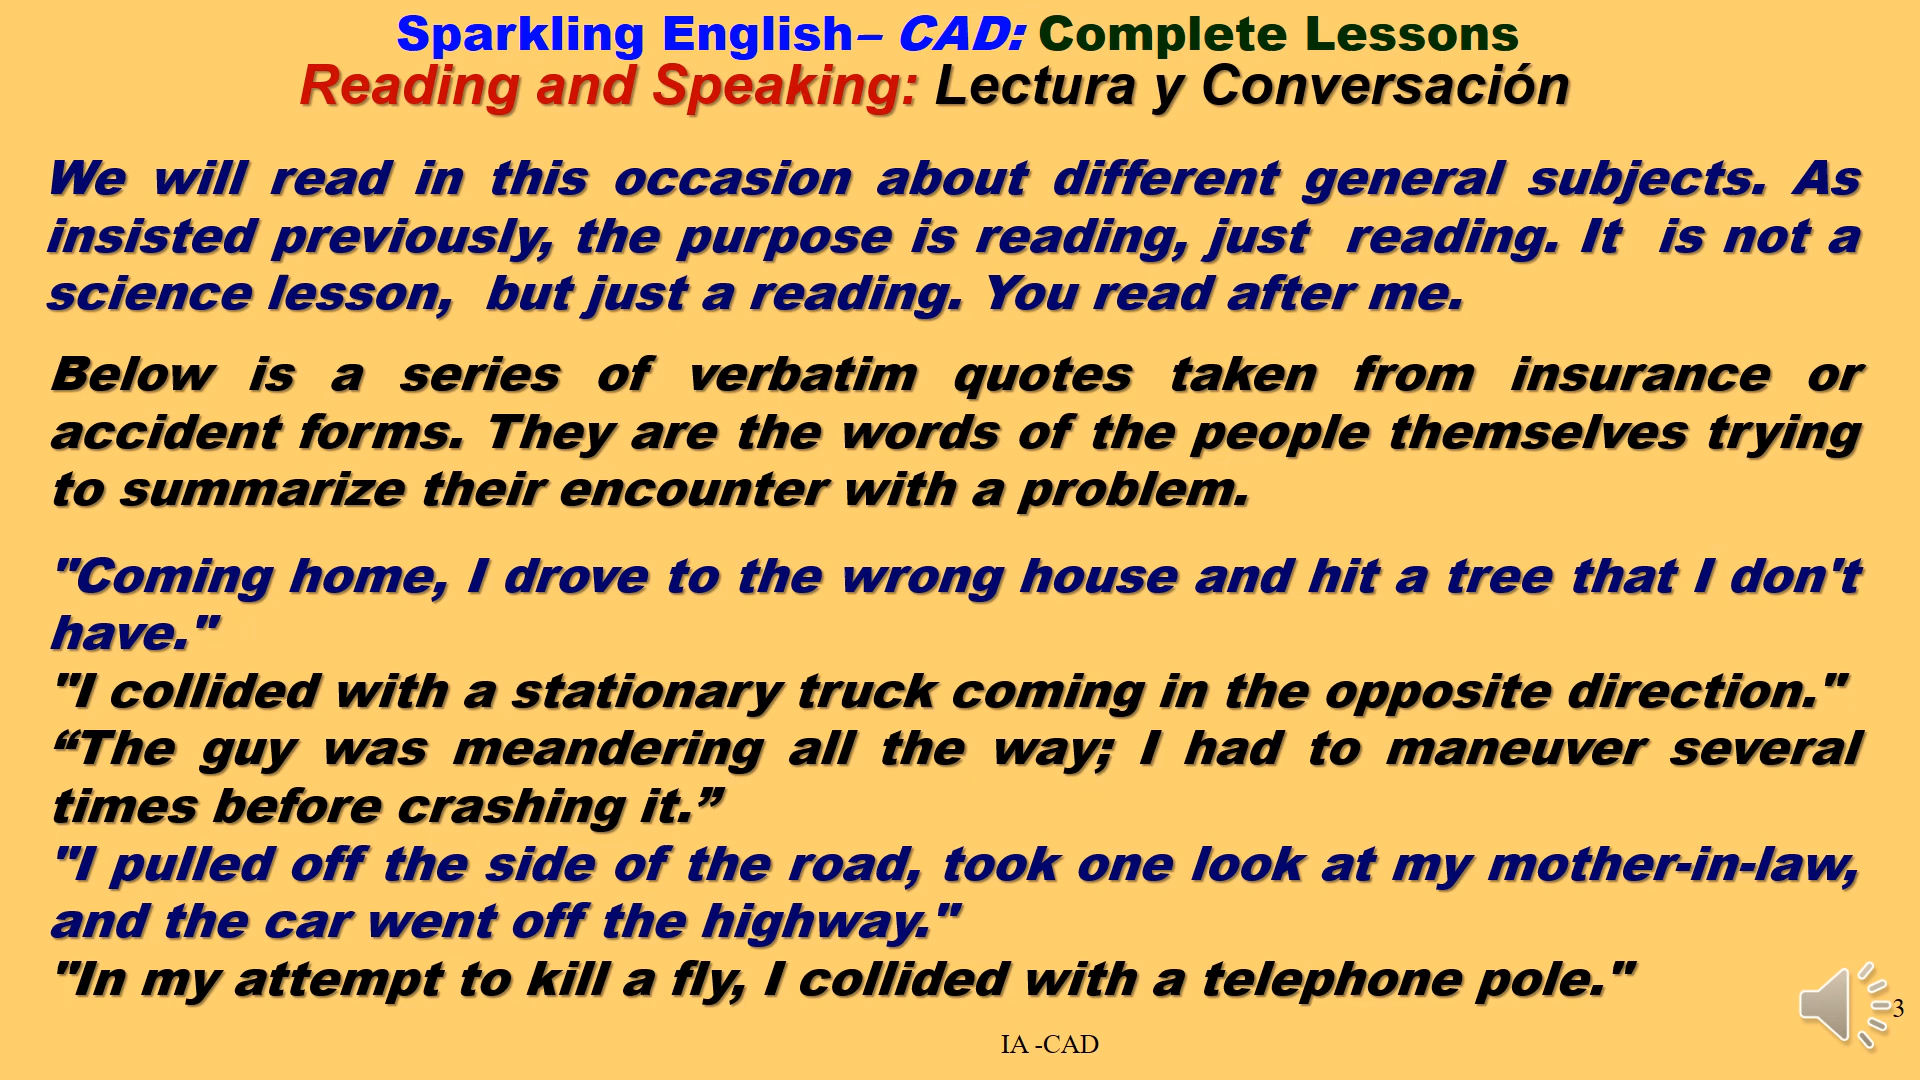 Sparkling English– CAD: Complete Lessons
Reading and Speaking: Lectura y Conversación
We will read in this occasion about different general subjects. As
insisted previously, the purpose is reading, just reading. It is not a
science lesson, but just a reading. You read after me.
Below is a series of verbatim quotes taken from insurance or
accident forms. They are the words of the people themselves trying
to summarize their encounter with a problem.
"Coming home, I drove to the wrong house and hit a tree that I don't
have."
"I collided with a stationary truck coming in the opposite direction."
“The guy was meandering all the way; I had to maneuver several
times before crashing it.”
"I pulled off the side of the road, took one look at my mother-in-law,
and the car went off the highway."
"In my attempt to kill a fly, I collided with a telephone pole."
3
IA -CAD